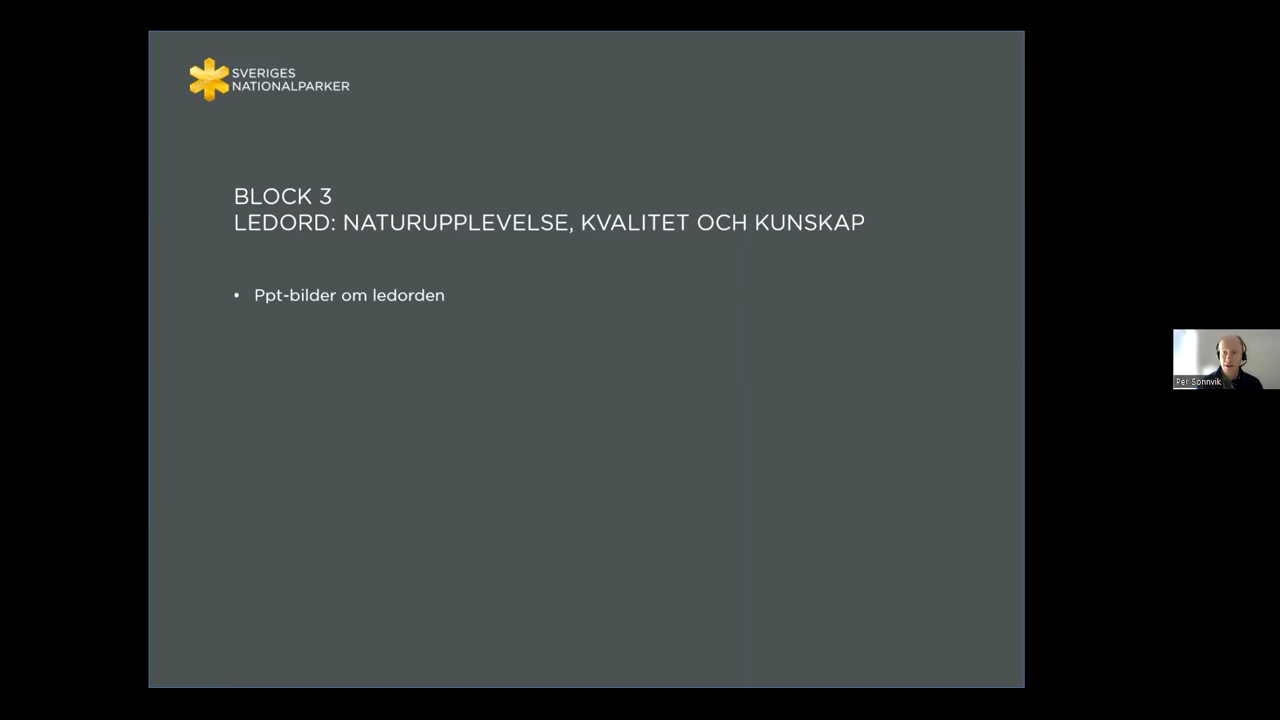 SVERIGES
NATIONALPARKER
BLOCK 3
LEDORD: NATURUPPLEVELSE, KVALITET OCH KUNSKAP
• Ppt-bilder om ledorden
Per Sonnvik